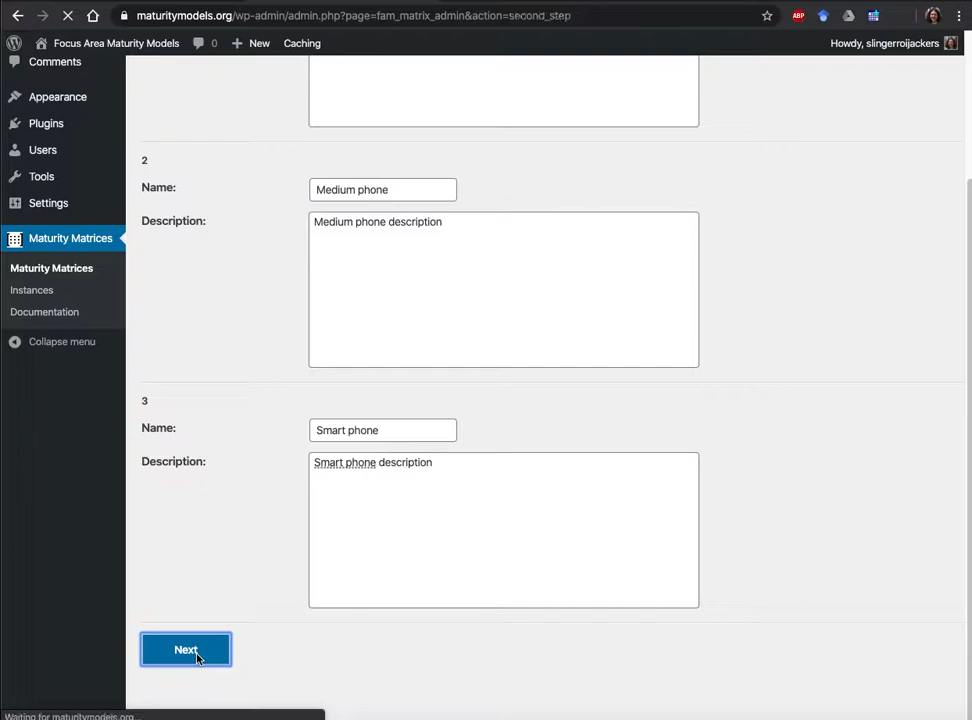 maturitymodels.org/wp-admin/admin.php?page=fam_matrix_admin&action=second_step
ABP
Focus Area Maturity Models 0 New Caching Howdy, slingerroijackers
Comments
Appearance
Plugins
Users
Tools
Settings
Maturity Matrices
Maturity Matrices
Instances
Documentation
Collapse menu
2
Name: Medium phone
Description: Medium phone description
3
Name: Smart phone
Description: Smart phone description
Next
Waiting for maturitymodels.org...